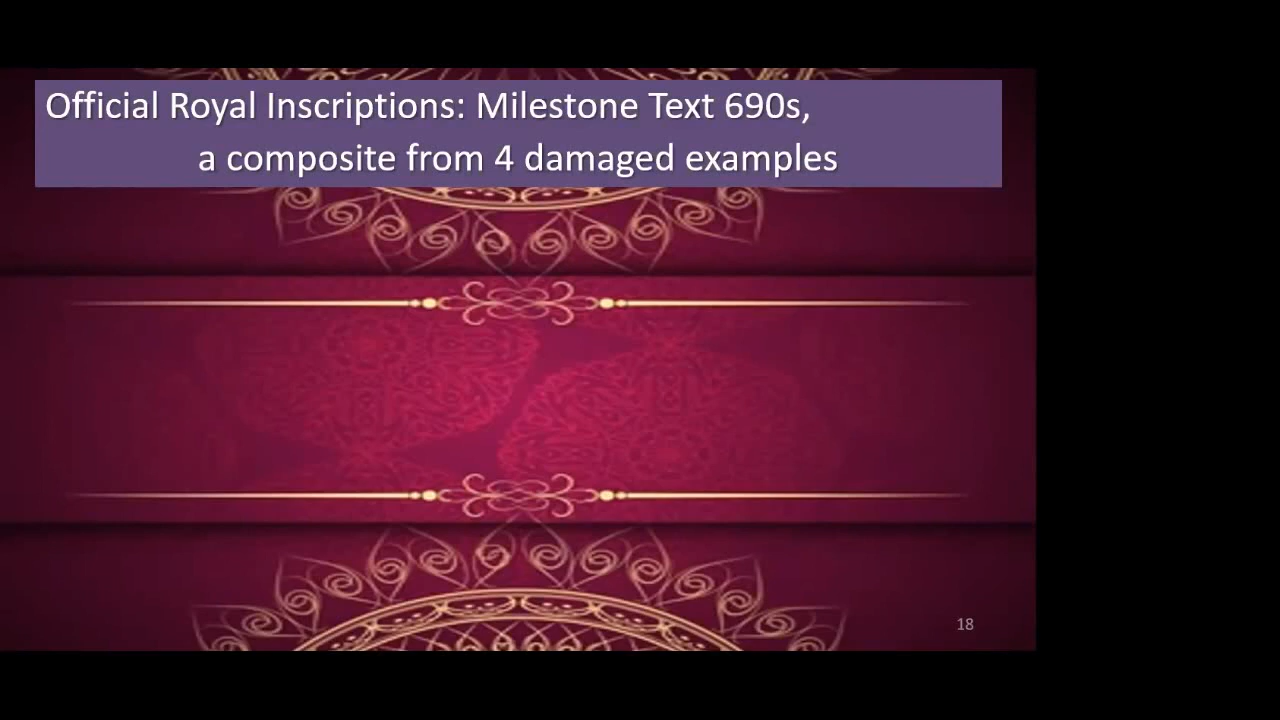 Official Royal Inscriptions: Milestone Text 690s,
a composite from 4 damaged examples
18